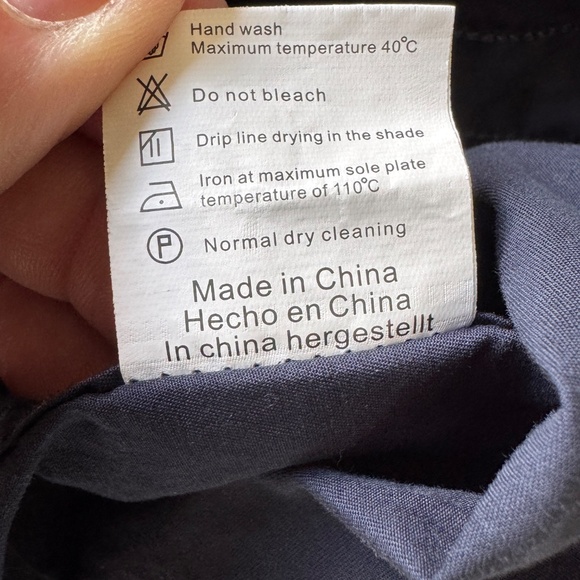 Hand wash
Maximum temperature 40°C
Do not bleach
Drip line drying in the shade
Iron at maximum sole plate
temperature of 110°C
P Normal dry cleaning
Made in China
Hecho en China
In china hergestellt